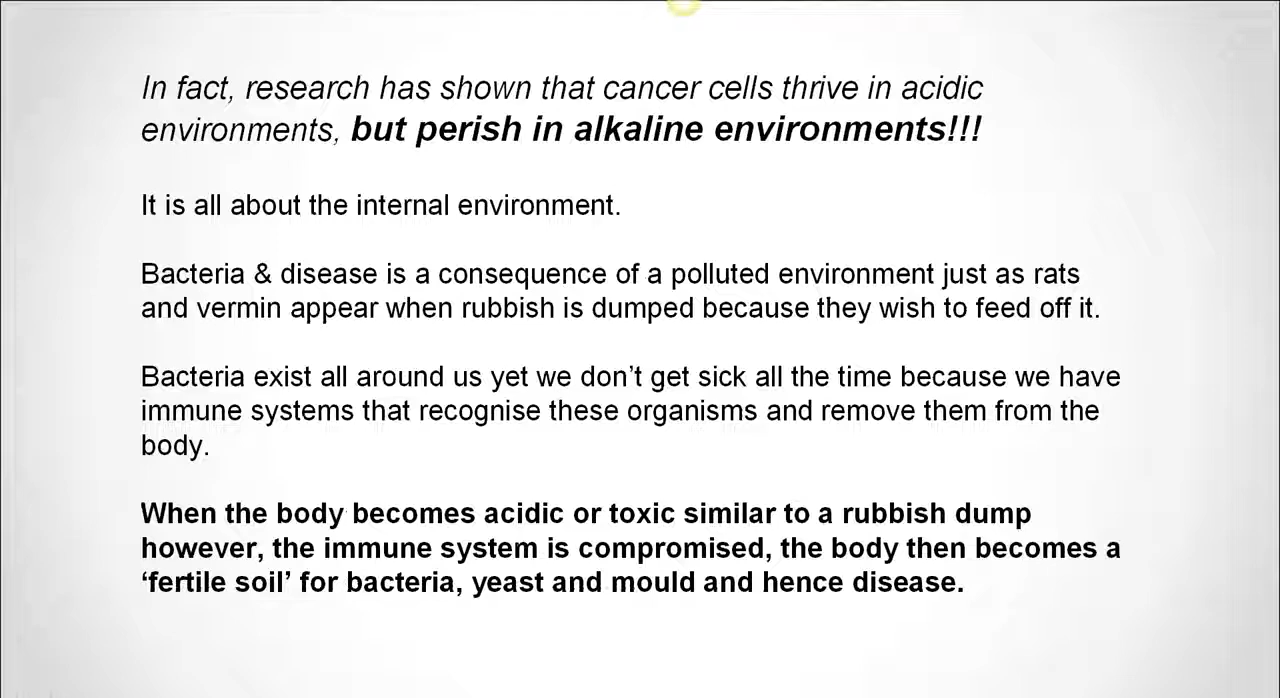 In fact, research has shown that cancer cells thrive in acidic
environments, but perish in alkaline environments!!!
It is all about the internal environment.
Bacteria & disease is a consequence of a polluted environment just as rats
and vermin appear when rubbish is dumped because they wish to feed off it.
Bacteria exist all around us yet we don’t get sick all the time because we have
immune systems that recognise these organisms and remove them from the
body.
When the body becomes acidic or toxic similar to a rubbish dump
however, the immune system is compromised, the body then becomes a
‘fertile soil’ for bacteria, yeast and mould and hence disease.